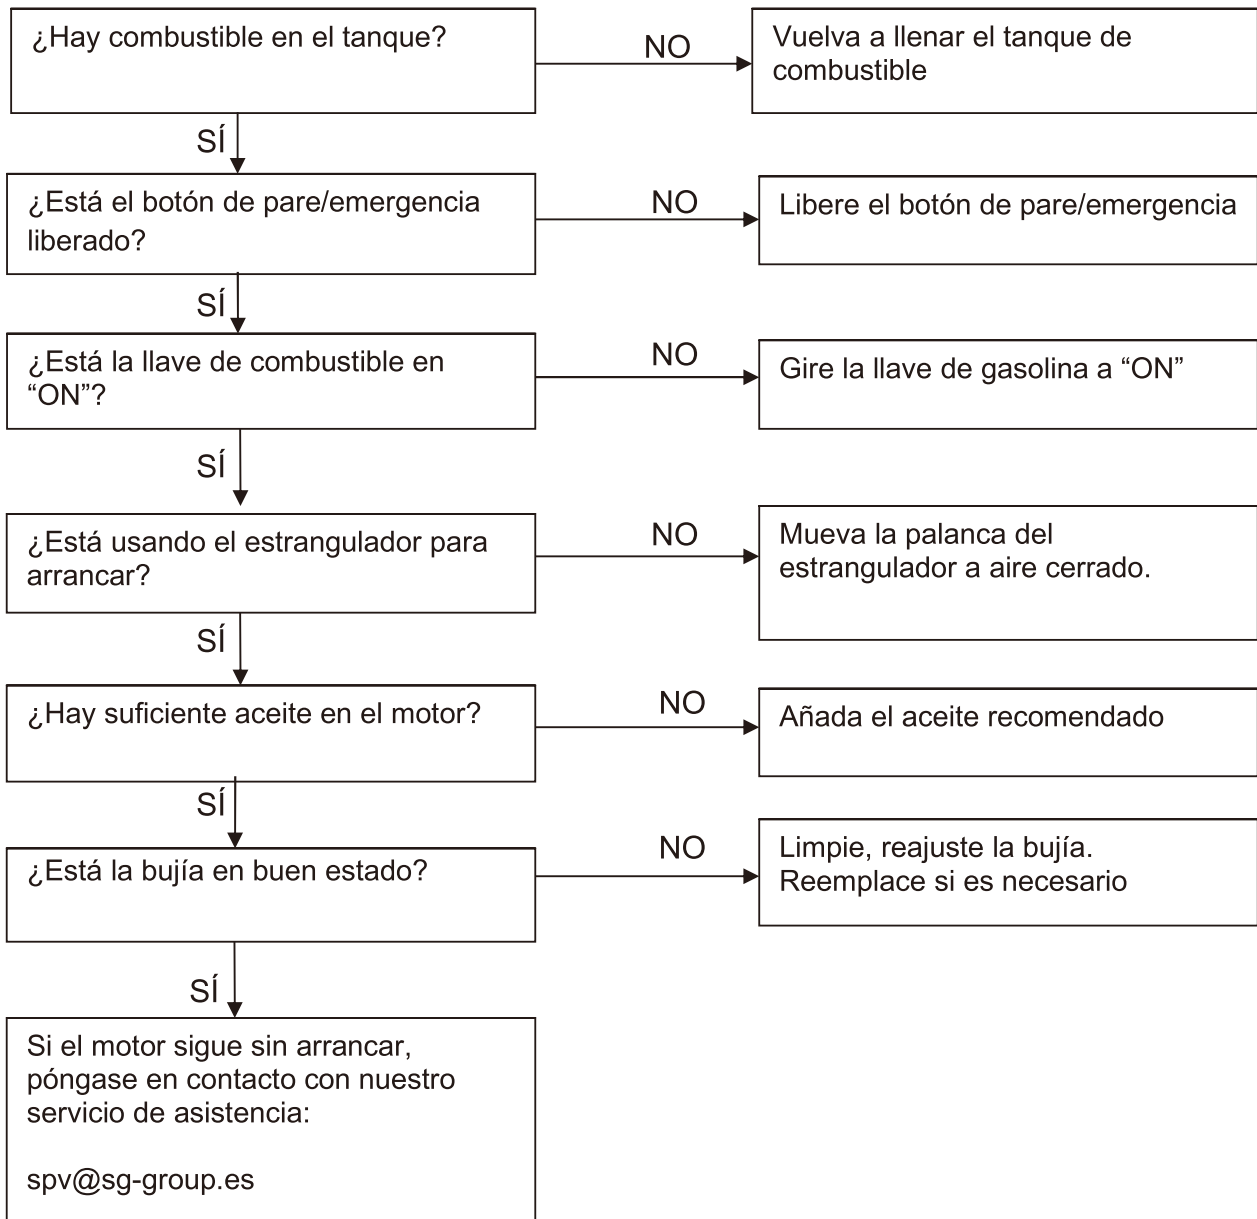 ¿Hay combustible en el tanque?
NO
Vuelva a llenar el tanque de
combustible
SÍ
¿Está el botón de pare/emergencia
liberado?
NO
Libere el botón de pare/emergencia
SÍ
¿Está la llave de combustible en
“ON”?
NO
Gire la llave de gasolina a “ON”
SÍ
¿Está usando el estrangulador para
arrancar?
NO
Mueva la palanca del
estrangulador a aire cerrado.
SÍ
¿Hay suficiente aceite en el motor?
NO
Añada el aceite recomendado
SÍ
¿Está la bujía en buen estado?
NO
Limpie, reajuste la bujía.
Reemplace si es necesario
SÍ
Si el motor sigue sin arrancar,
póngase en contacto con nuestro
servicio de asistencia:
spv@sg-group.es